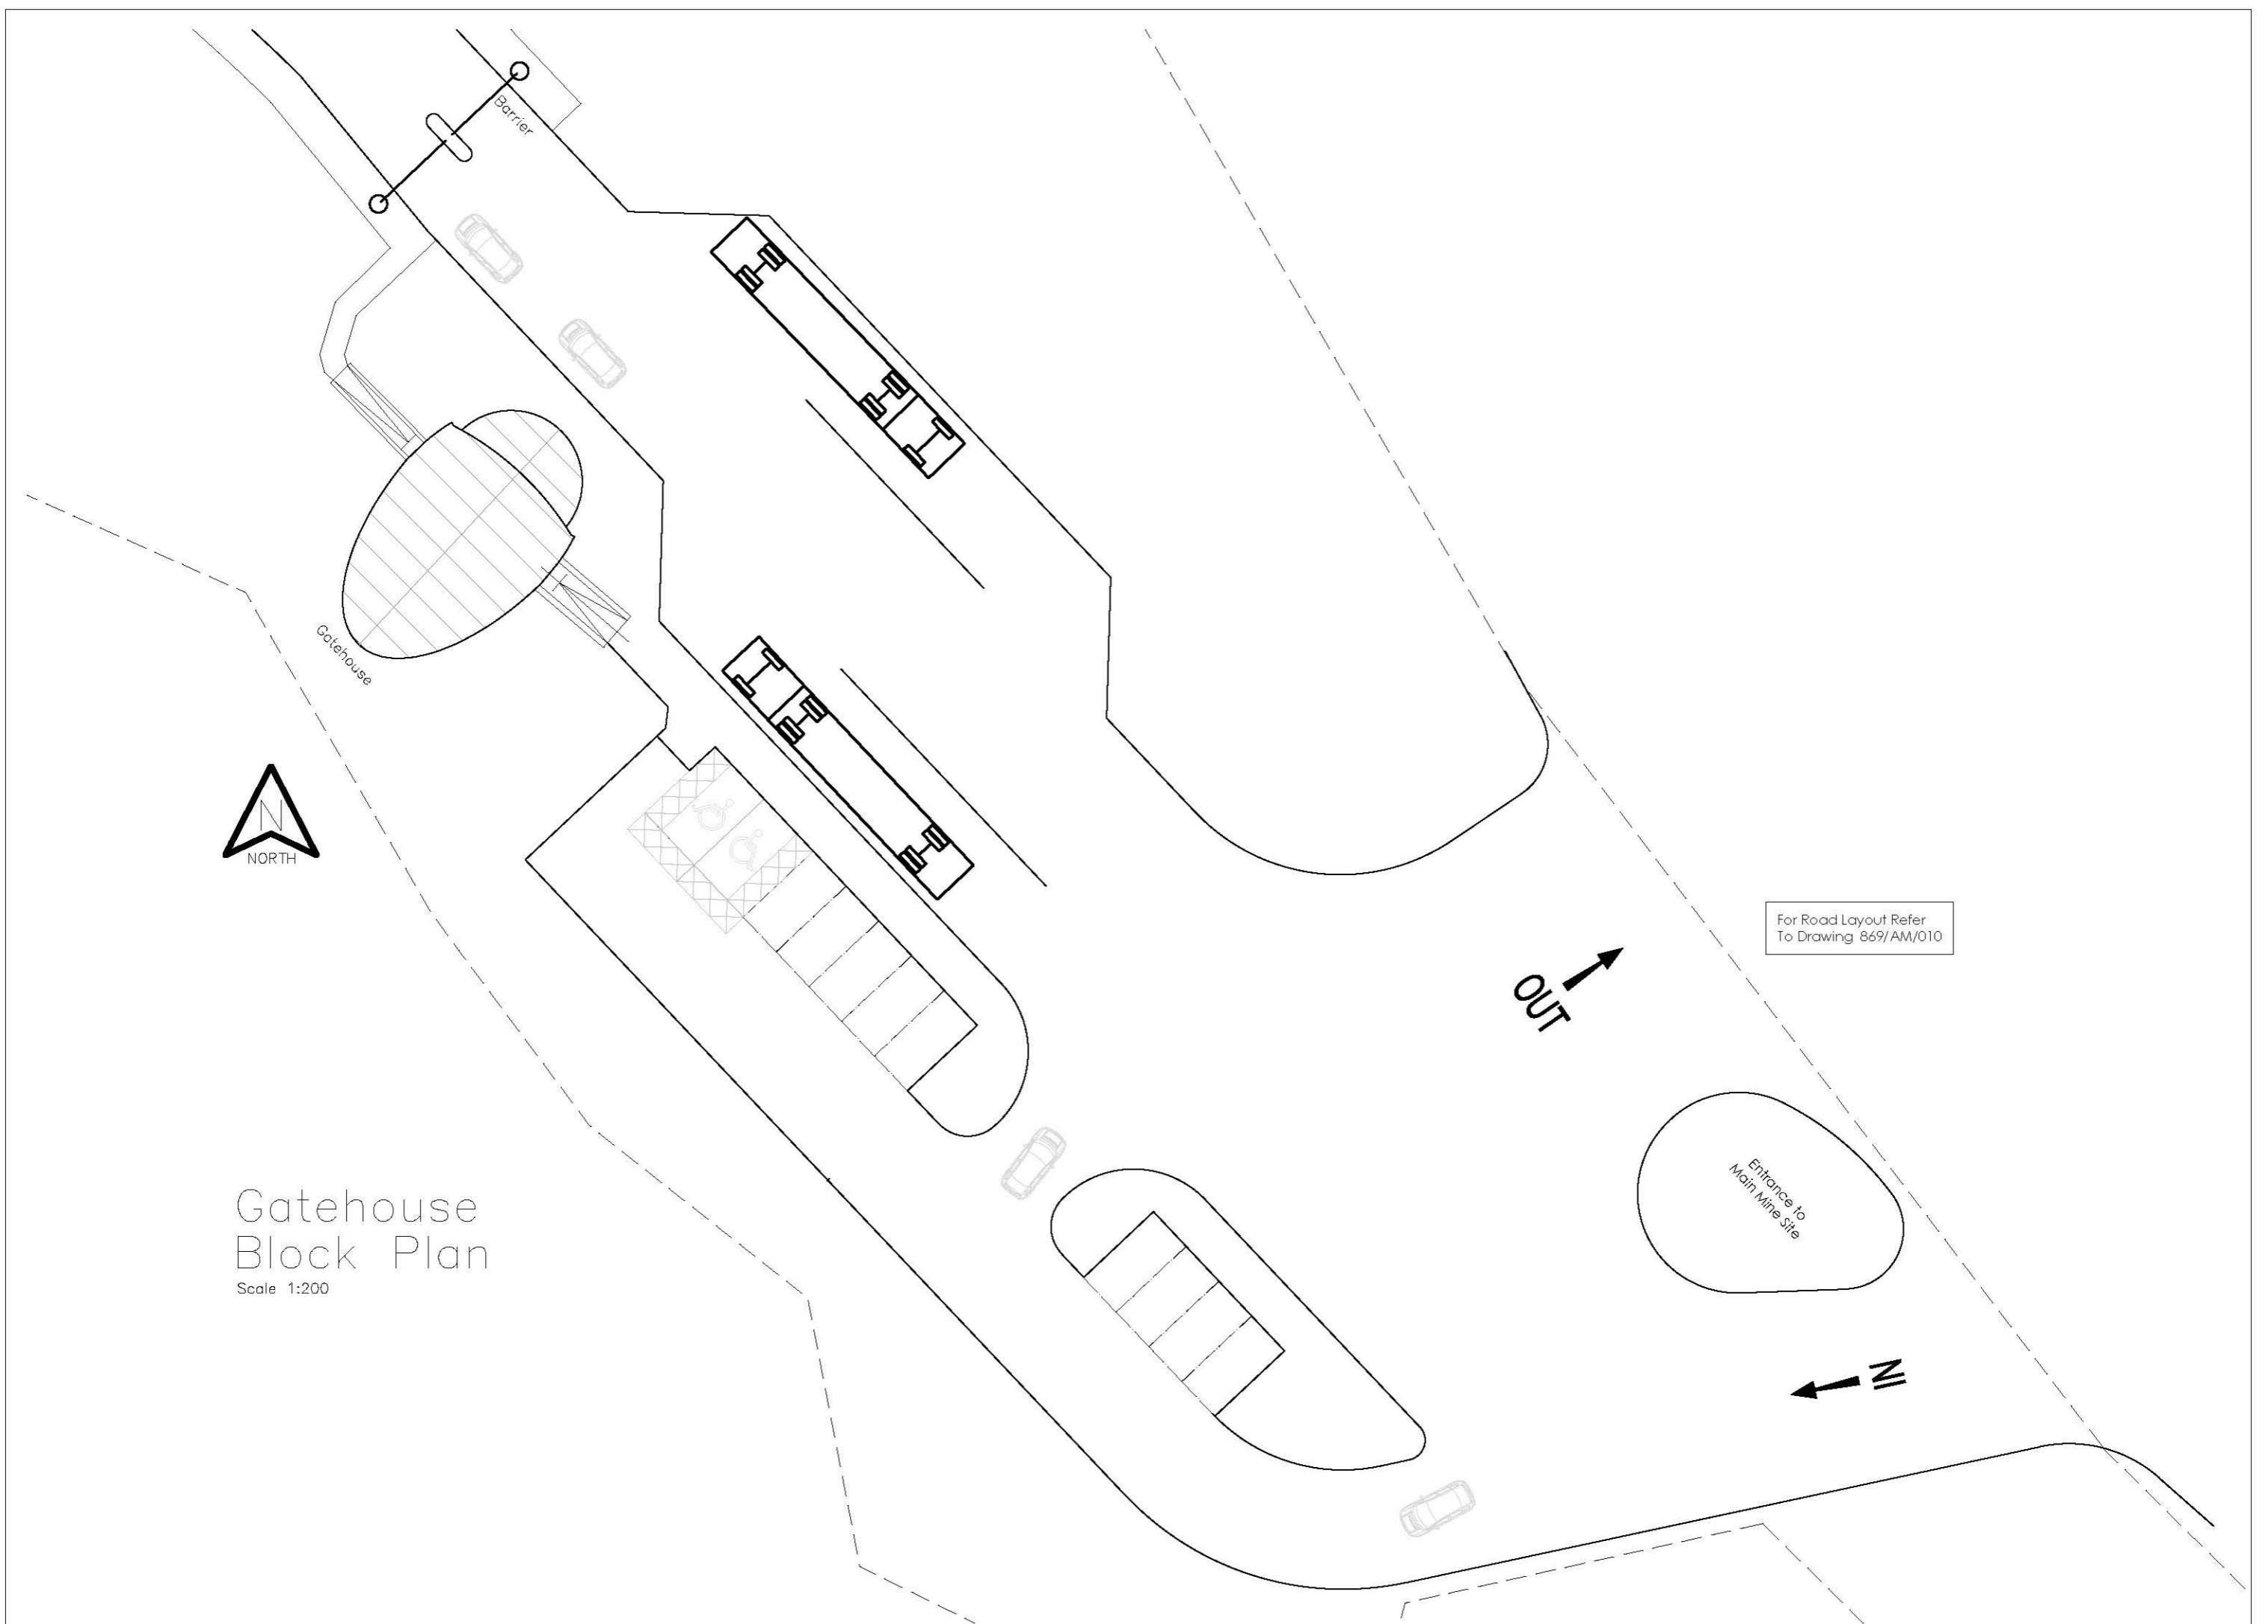 Barrier
Gatehouse
N
NORTH
For Road Layout Refer
To Drawing 869/AM/010
OUT
Entrance to
Main Mine Site
IN
Gatehouse
Block Plan
Scale 1:200